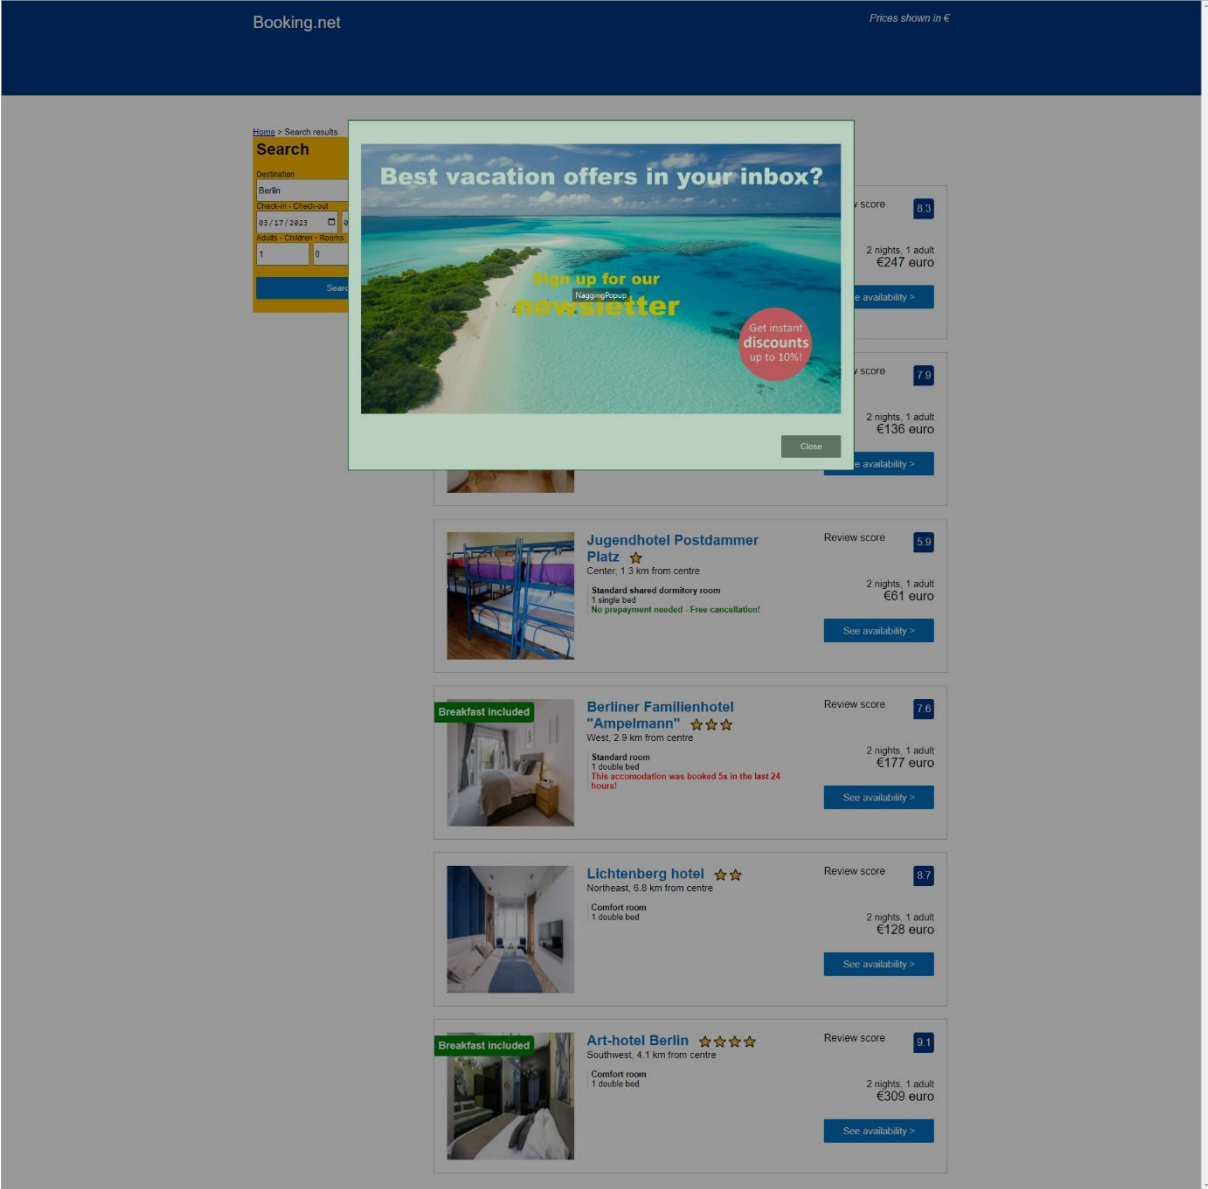 Booking.net
Prices shown in €
Home > Search results
Search
Destination
Berlin
Check-in - Check-out
03/17/2023
Adults - Children - Rooms
1
0
Best vacation offers in your inbox?
Sign up for our
newsletter
NaggingPopup
Get instant
discounts
up to 10%!
Close
score
8.3
2 nights, 1 adult
€247 euro
availability >
score
7.9
2 nights, 1 adult
€136 euro
availability >
Jugendhotel Postdammer
Platz
Center, 1.3 km from centre
Standard shared dormitory room
1 single bed
No prepayment needed - Free cancellation!
Review score
5.9
2 nights, 1 adult
€61 euro
See availability >
Breakfast included
Berliner Familienhotel
"Ampelmann"
West, 2.9 km from centre
Standard room
1 double bed
This accomodation was booked 5x in the last 24
hours!
Review score
7.6
2 nights, 1 adult
€177 euro
See availability >
Lichtenberg hotel
Northeast, 6.8 km from centre
Comfort room
1 double bed
Review score
8.7
2 nights, 1 adult
€128 euro
See availability >
Breakfast included
Art-hotel Berlin
Southwest, 4.1 km from centre
Comfort room
1 double bed
Review score
9.1
2 nights, 1 adult
€309 euro
See availability >